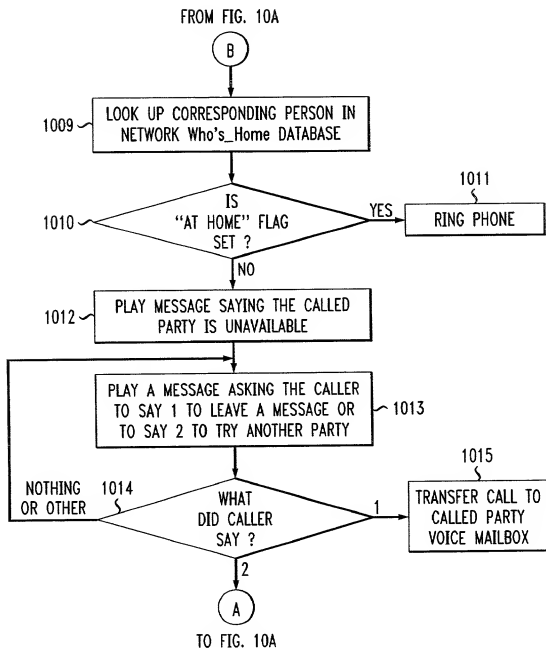 FROM FIG. 10A
B
1009
LOOK UP CORRESPONDING PERSON IN
NETWORK Who's_Home DATABASE
1010
IS
"AT HOME" FLAG
SET ?
YES
1011
RING PHONE
NO
1012
PLAY MESSAGE SAYING THE CALLED
PARTY IS UNAVAILABLE
PLAY A MESSAGE ASKING THE CALLER
TO SAY 1 TO LEAVE A MESSAGE OR
TO SAY 2 TO TRY ANOTHER PARTY
1013
NOTHING
OR OTHER
1014
WHAT
DID CALLER
SAY ?
1
1015
TRANSFER CALL TO
CALLED PARTY
VOICE MAILBOX
2
A
TO FIG. 10A